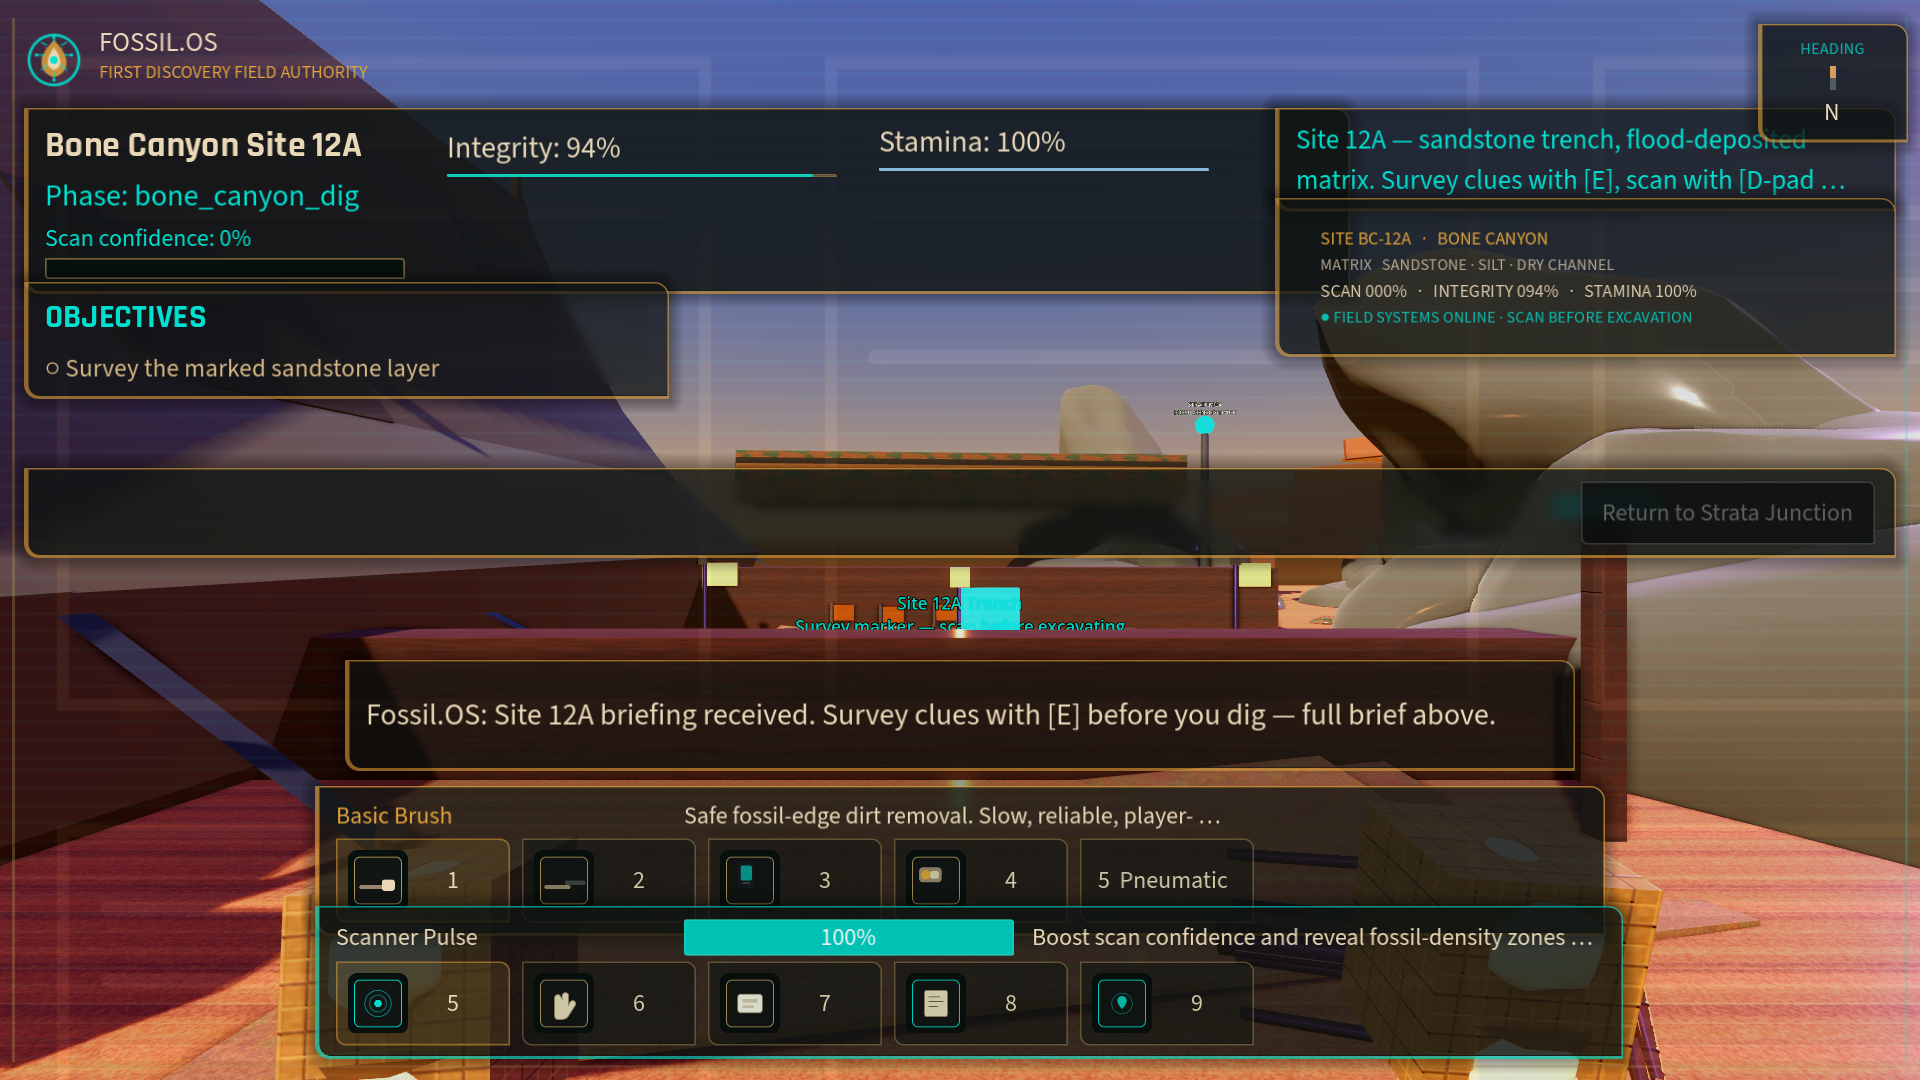 FOSSIL.OS
FIRST DISCOVERY FIELD AUTHORITY
HEADING
N
Bone Canyon Site 12A
Phase: bone_canyon_dig
Scan confidence: 0%
Integrity: 94%
Stamina: 100%
Site 12A — sandstone trench, flood-deposited
matrix. Survey clues with [E], scan with [D-pad …
SITE BC-12A · BONE CANYON
MATRIX SANDSTONE · SILT · DRY CHANNEL
SCAN 000% · INTEGRITY 094% · STAMINA 100%
● FIELD SYSTEMS ONLINE · SCAN BEFORE EXCAVATION
OBJECTIVES
○ Survey the marked sandstone layer
Return to Strata Junction
Site 12A Trench
Survey marker — scan before excavating
Fossil.OS: Site 12A briefing received. Survey clues with [E] before you dig — full brief above.
Basic Brush
Safe fossil-edge dirt removal. Slow, reliable, player- …
1
2
3
4
5 Pneumatic
Scanner Pulse
100%
Boost scan confidence and reveal fossil-density zones …
5
6
7
8
9